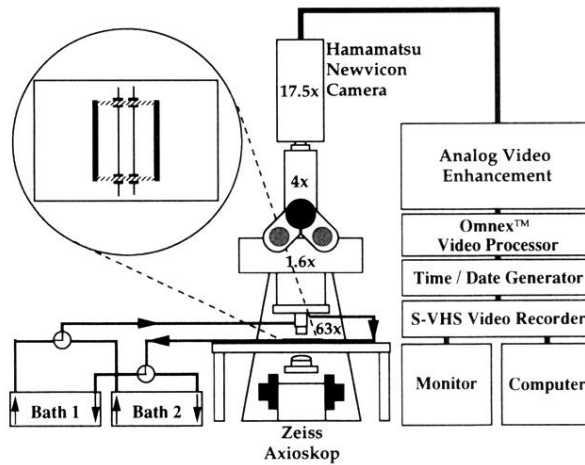 Hamamatsu
Newvicon
Camera
17.5x
4x
1.6x
63x
Analog Video
Enhancement
Omnex™
Video Processor
Time / Date Generator
S-VHS Video Recorder
Monitor
Computer
Bath 1
Bath 2
Zeiss
Axioskop